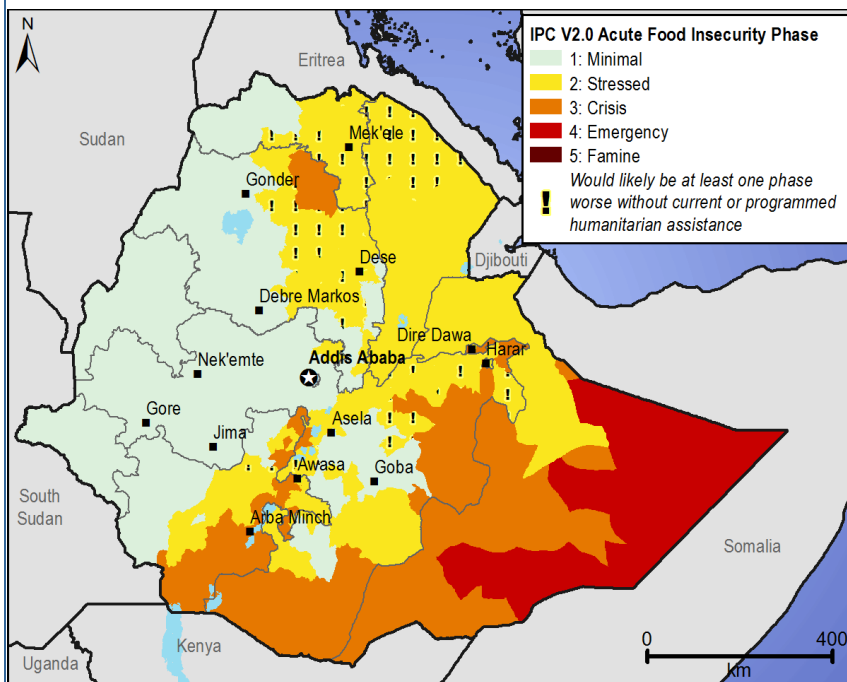 N
IPC V2.0 Acute Food Insecurity Phase
1: Minimal
2: Stressed
3: Crisis
4: Emergency
5: Famine
! Would likely be at least one phase
worse without current or programmed
humanitarian assistance
Eritrea
Sudan
Mek'ele
Gonder
Dese
Djibouti
Debre Markos
Dire Dawa
Harar
Nek'emte
Addis Ababa
Gore
Asela
Jima
Awasa
Goba
South
Sudan
Arba Minch
Somalia
Kenya
Uganda
0 400
km